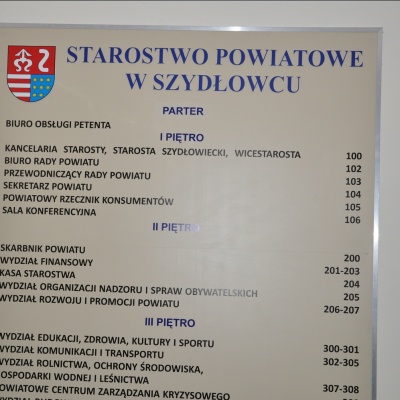 STAROSTWO POWIATOWE
W SZYDŁOWCU
PARTER
BIURO OBSŁUGI PETENTA
I PIĘTRO
KANCELARIA STAROSTY, STAROSTA SZYDŁOWIECKI, WICESTAROSTA 100
BIURO RADY POWIATU 102
PRZEWODNICZĄCY RADY POWIATU 103
SEKRETARZ POWIATU 104
POWIATOWY RZECZNIK KONSUMENTÓW 105
SALA KONFERENCYJNA 106
II PIĘTRO
SKARBNIK POWIATU 200
WYDZIAŁ FINANSOWY 201-203
KASA STAROSTWA 204
WYDZIAŁ ORGANIZACJI NADZORU I SPRAW OBYWATELSKICH 205
WYDZIAŁ ROZWOJU I PROMOCJI POWIATU 206-207
III PIĘTRO
WYDZIAŁ EDUKACJI, ZDROWIA, KULTURY I SPORTU 300-301
WYDZIAŁ KOMUNIKACJI I TRANSPORTU 302-305
WYDZIAŁ ROLNICTWA, OCHRONY ŚRODOWISKA,
GOSPODARKI WODNEJ I LEŚNICTWA 307-308
POWIATOWE CENTRUM ZARZĄDZANIA KRYZYSOWEGO